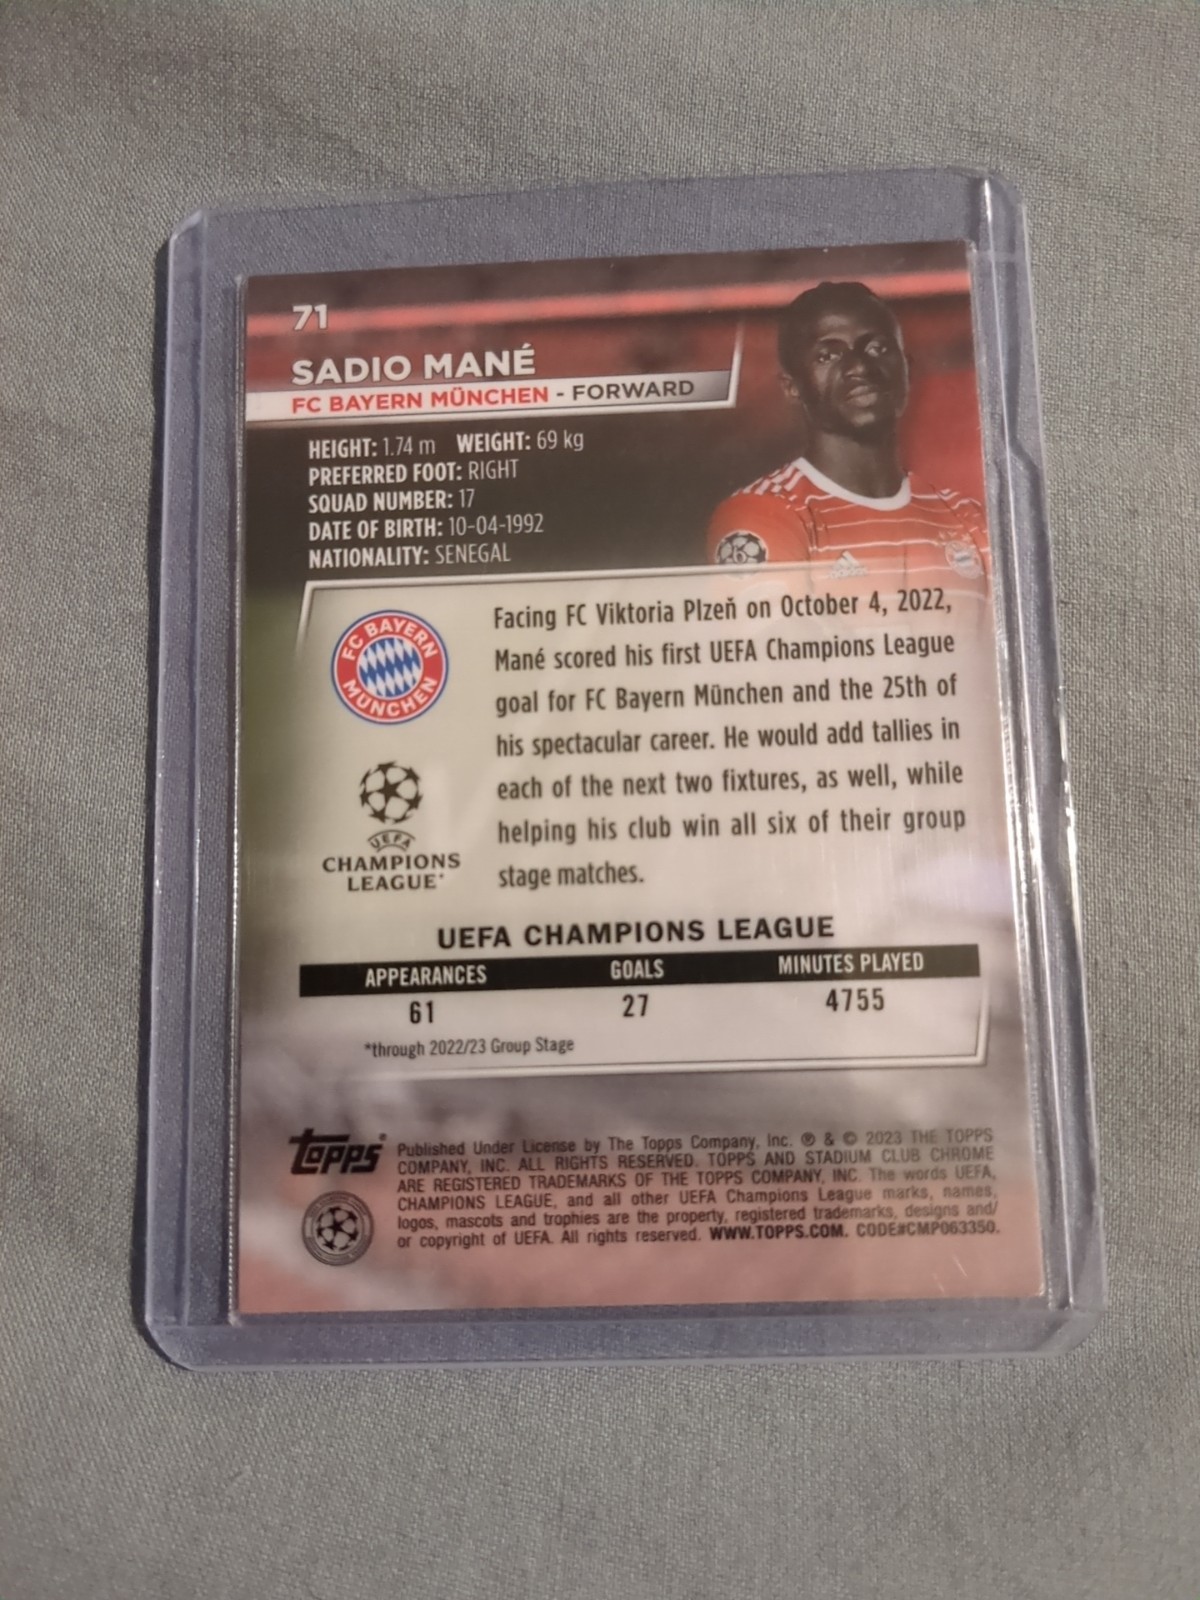 71
SADIO MANÉ
FC BAYERN MÜNCHEN - FORWARD
HEIGHT: 1.74 m WEIGHT: 69 kg
PREFERRED FOOT: RIGHT
SQUAD NUMBER: 17
DATE OF BIRTH: 10-04-1992
NATIONALITY: SENEGAL
FC BAYERN
MÜNCHEN
UEFA
CHAMPIONS
LEAGUE
Facing FC Viktoria Plzeň on October 4, 2022,
Mané scored his first UEFA Champions League
goal for FC Bayern München and the 25th of
his spectacular career. He would add tallies in
each of the next two fixtures, as well, while
helping his club win all six of their group
stage matches.
UEFA CHAMPIONS LEAGUE
APPEARANCES GOALS MINUTES PLAYED
61 27 4755
*through 2022/23 Group Stage
topps®
Published Under License by The Topps Company, Inc. ® & © 2023 THE TOPPS
COMPANY, INC. ALL RIGHTS RESERVED. TOPPS AND STADIUM CLUB CHROME
ARE REGISTERED TRADEMARKS OF THE TOPPS COMPANY, INC. The words UEFA,
CHAMPIONS LEAGUE, and all other UEFA Champions League marks, names,
logos, mascots and trophies are the property, registered trademarks, designs and/
or copyright of UEFA. All rights reserved. WWW.TOPPS.COM. CODE#CMP063350.